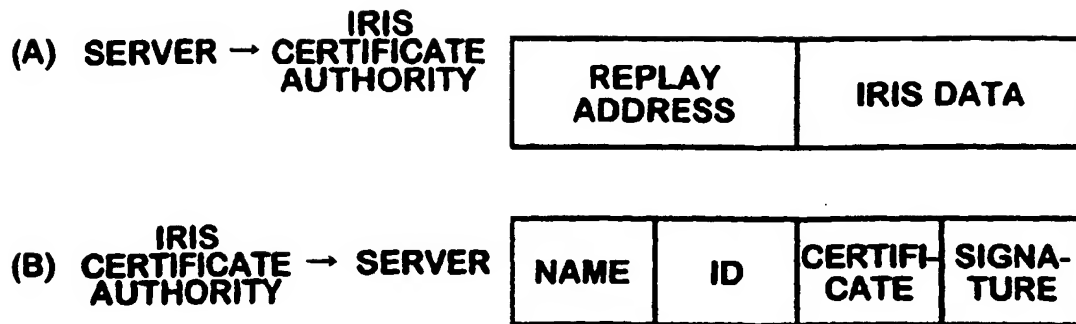 (A) SERVER → IRIS
CERTIFICATE
AUTHORITY
REPLAY
ADDRESS
IRIS DATA
(B) IRIS
CERTIFICATE
AUTHORITY → SERVER
NAME
ID
CERTIFI-
CATE
SIGNA-
TURE